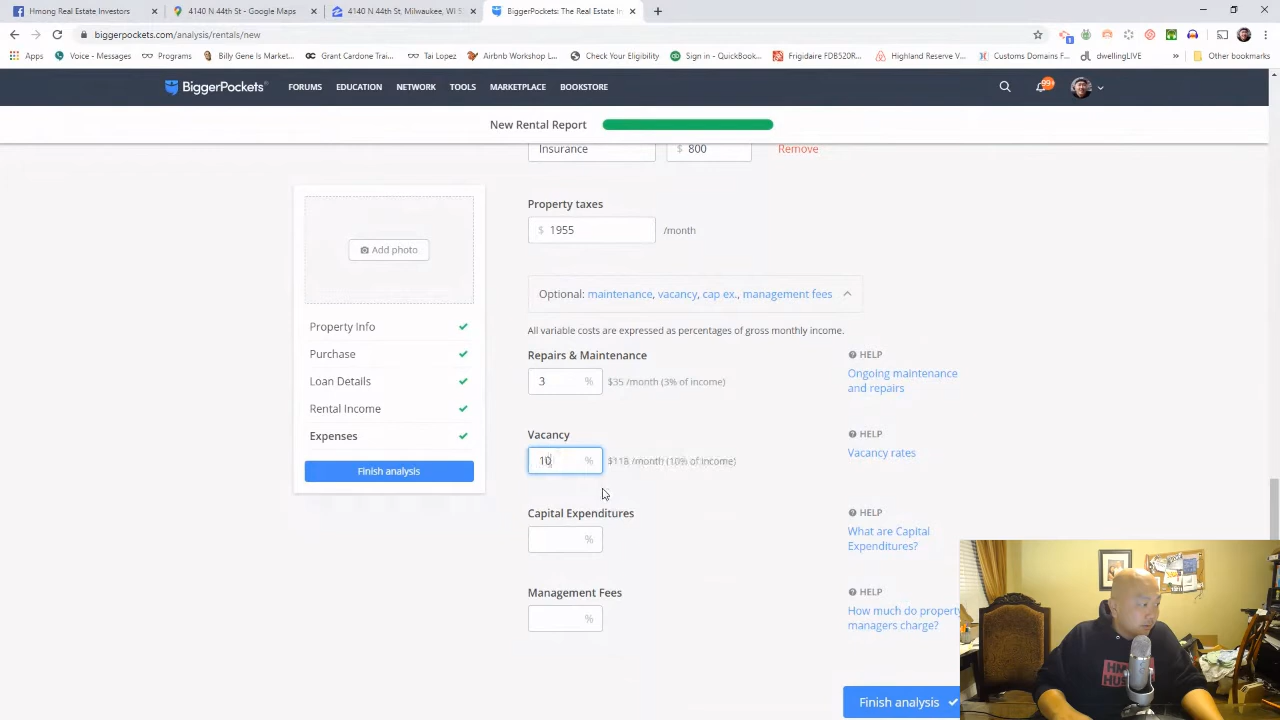 Hmong Real Estate Investors
4190 N 44th St - Google Maps
4140 N 44th St, Milwaukee, WI 5
BiggerPockets: The Real Estate In
biggerpockets.com/analysis/rentals/new
Apps
Voice - Messages
Programs
Billy Gene Is Market...
Grant Cardone Trai...
Tai Lopez
Airbnb Workshop L...
Check Your Eligibility
Sign in - QuickBook...
Frigidaire FDB520R...
Highland Reserve V...
Customs Domains F...
dwellingLIVE
»
Other bookmarks
BiggerPockets
FORUMS
EDUCATION
NETWORK
TOOLS
MARKETPLACE
BOOKSTORE
99+
New Rental Report
Insurance
$ 800
Remove
Add photo
Property Info
Purchase
Loan Details
Rental Income
Expenses
Finish analysis
Property taxes
$ 1955
/month
Optional: maintenance, vacancy, cap ex., management fees
All variable costs are expressed as percentages of gross monthly income.
Repairs & Maintenance
3 %
$35 /month (3% of income)
HELP
Ongoing maintenance
and repairs
Vacancy
10 %
$118 /month (10% of income)
HELP
Vacancy rates
Capital Expenditures
%
HELP
What are Capital
Expenditures?
Management Fees
%
HELP
How much do property
managers charge?
Finish analysis